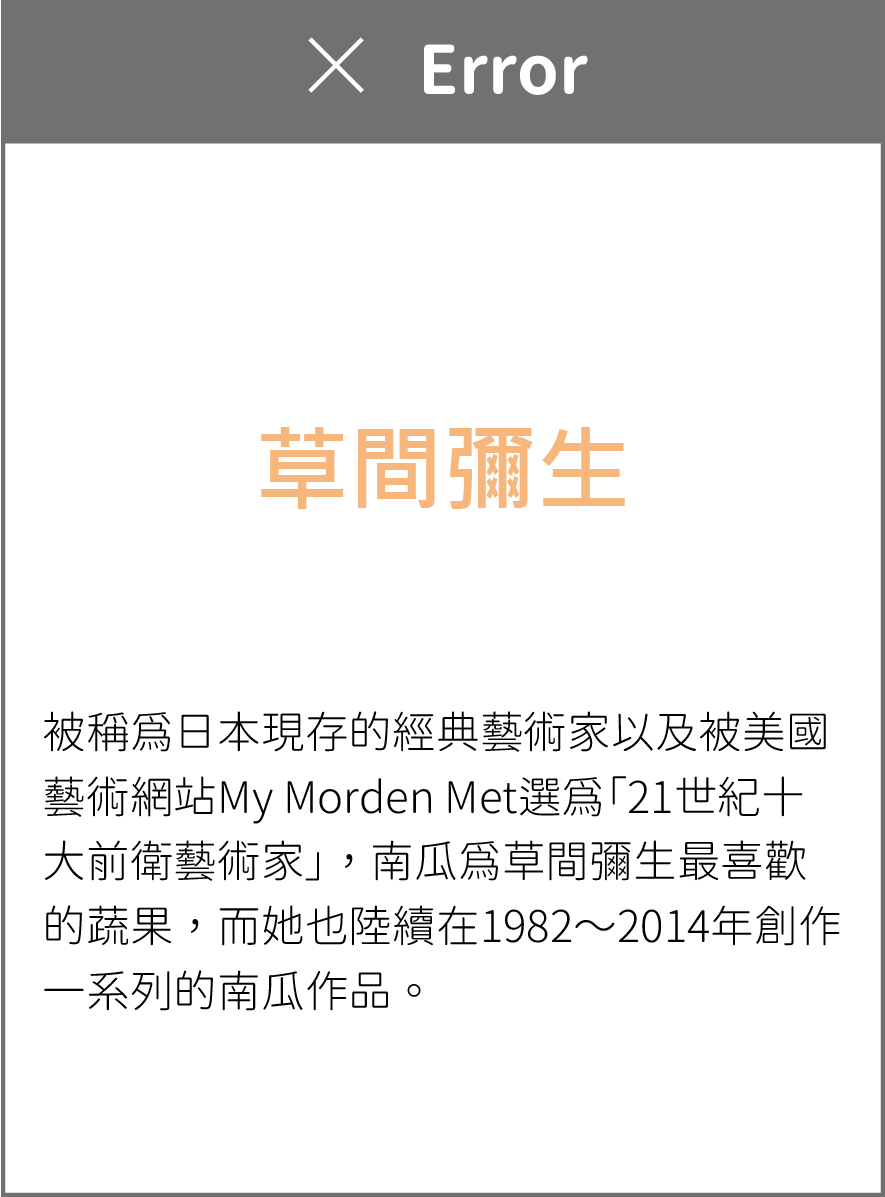 × Error
草間彌生
被稱爲日本現存的經典藝術家以及被美國
藝術網站My Morden Met選爲「21世紀十
大前衛藝術家」，南瓜爲草間彌生最喜歡
的蔬果，而她也陸續在1982～2014年創作
一系列的南瓜作品。